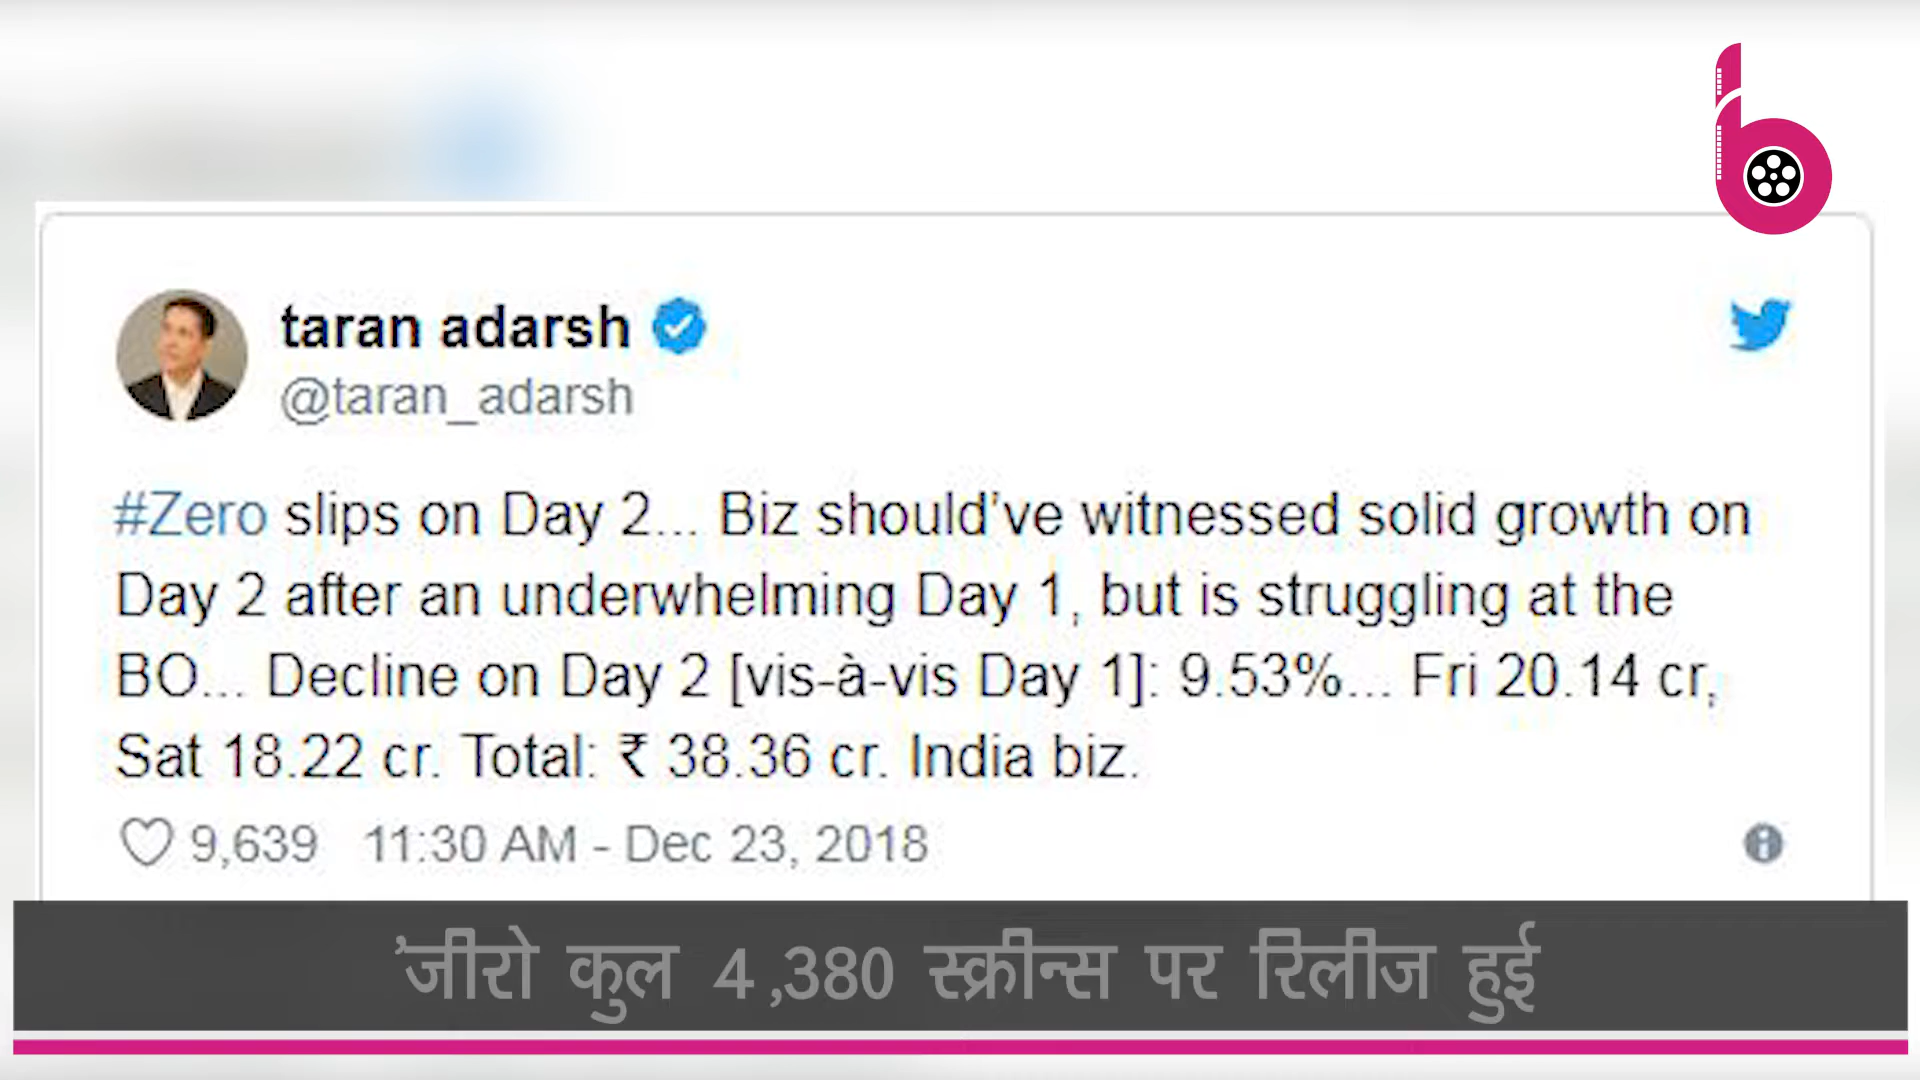 taran adarsh
@taran_adarsh
#Zero slips on Day 2... Biz should've witnessed solid growth on
Day 2 after an underwhelming Day 1, but is struggling at the
BO... Decline on Day 2 [vis-à-vis Day 1]: 9.53%... Fri 20.14 cr,
Sat 18.22 cr. Total: ₹ 38.36 cr. India biz.
9,639 11:30 AM - Dec 23, 2018
'जीरो कुल 4,380 स्क्रीन्स पर रिलीज हुई